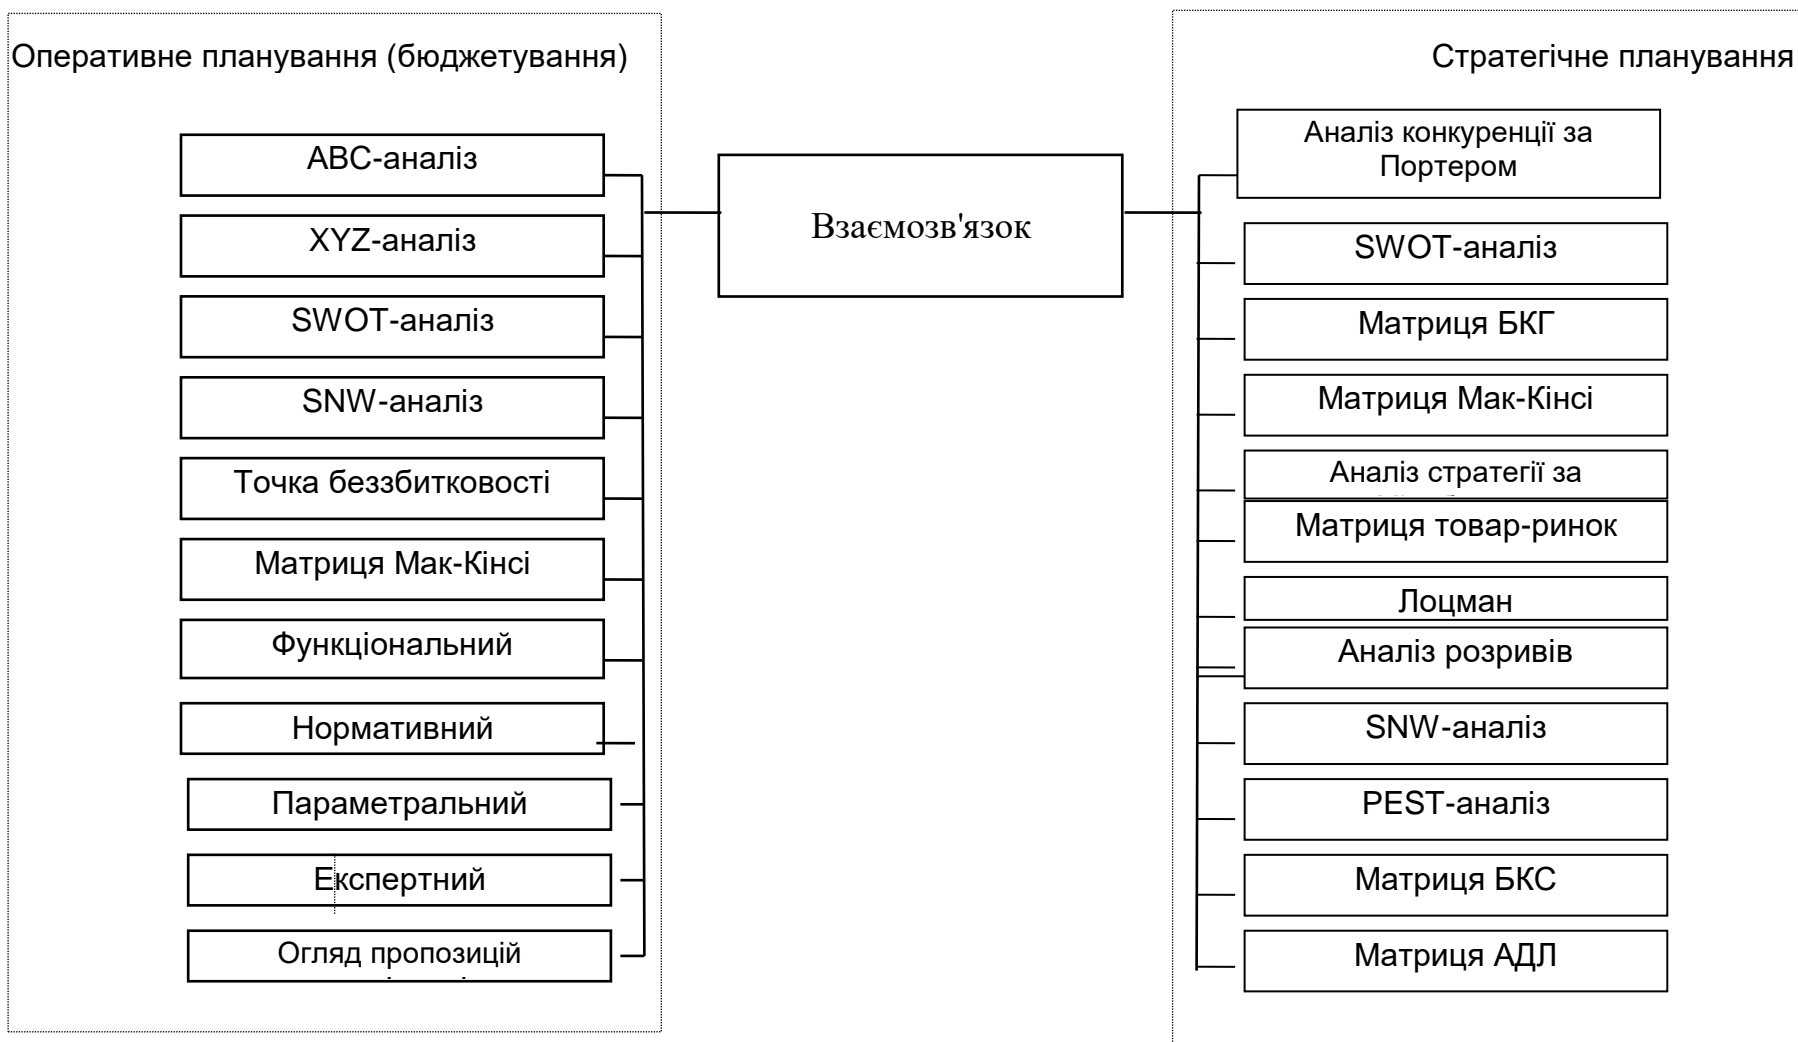 Оперативне планування (бюджетування)
ABC-аналіз
XYZ-аналіз
SWOT-аналіз
SNW-аналіз
Точка беззбитковості
Матриця Мак-Кінсі
Функціональний
Нормативний
Параметральний
Експертний
Огляд пропозицій
Взаємозв'язок
Стратегічне планування
Аналіз конкуренції за
Портером
SWOT-аналіз
Матриця БКГ
Матриця Мак-Кінсі
Аналіз стратегії за
Матриця товар-ринок
Лоцман
Аналіз розривів
SNW-аналіз
PEST-аналіз
Матриця БКС
Матриця АДЛ